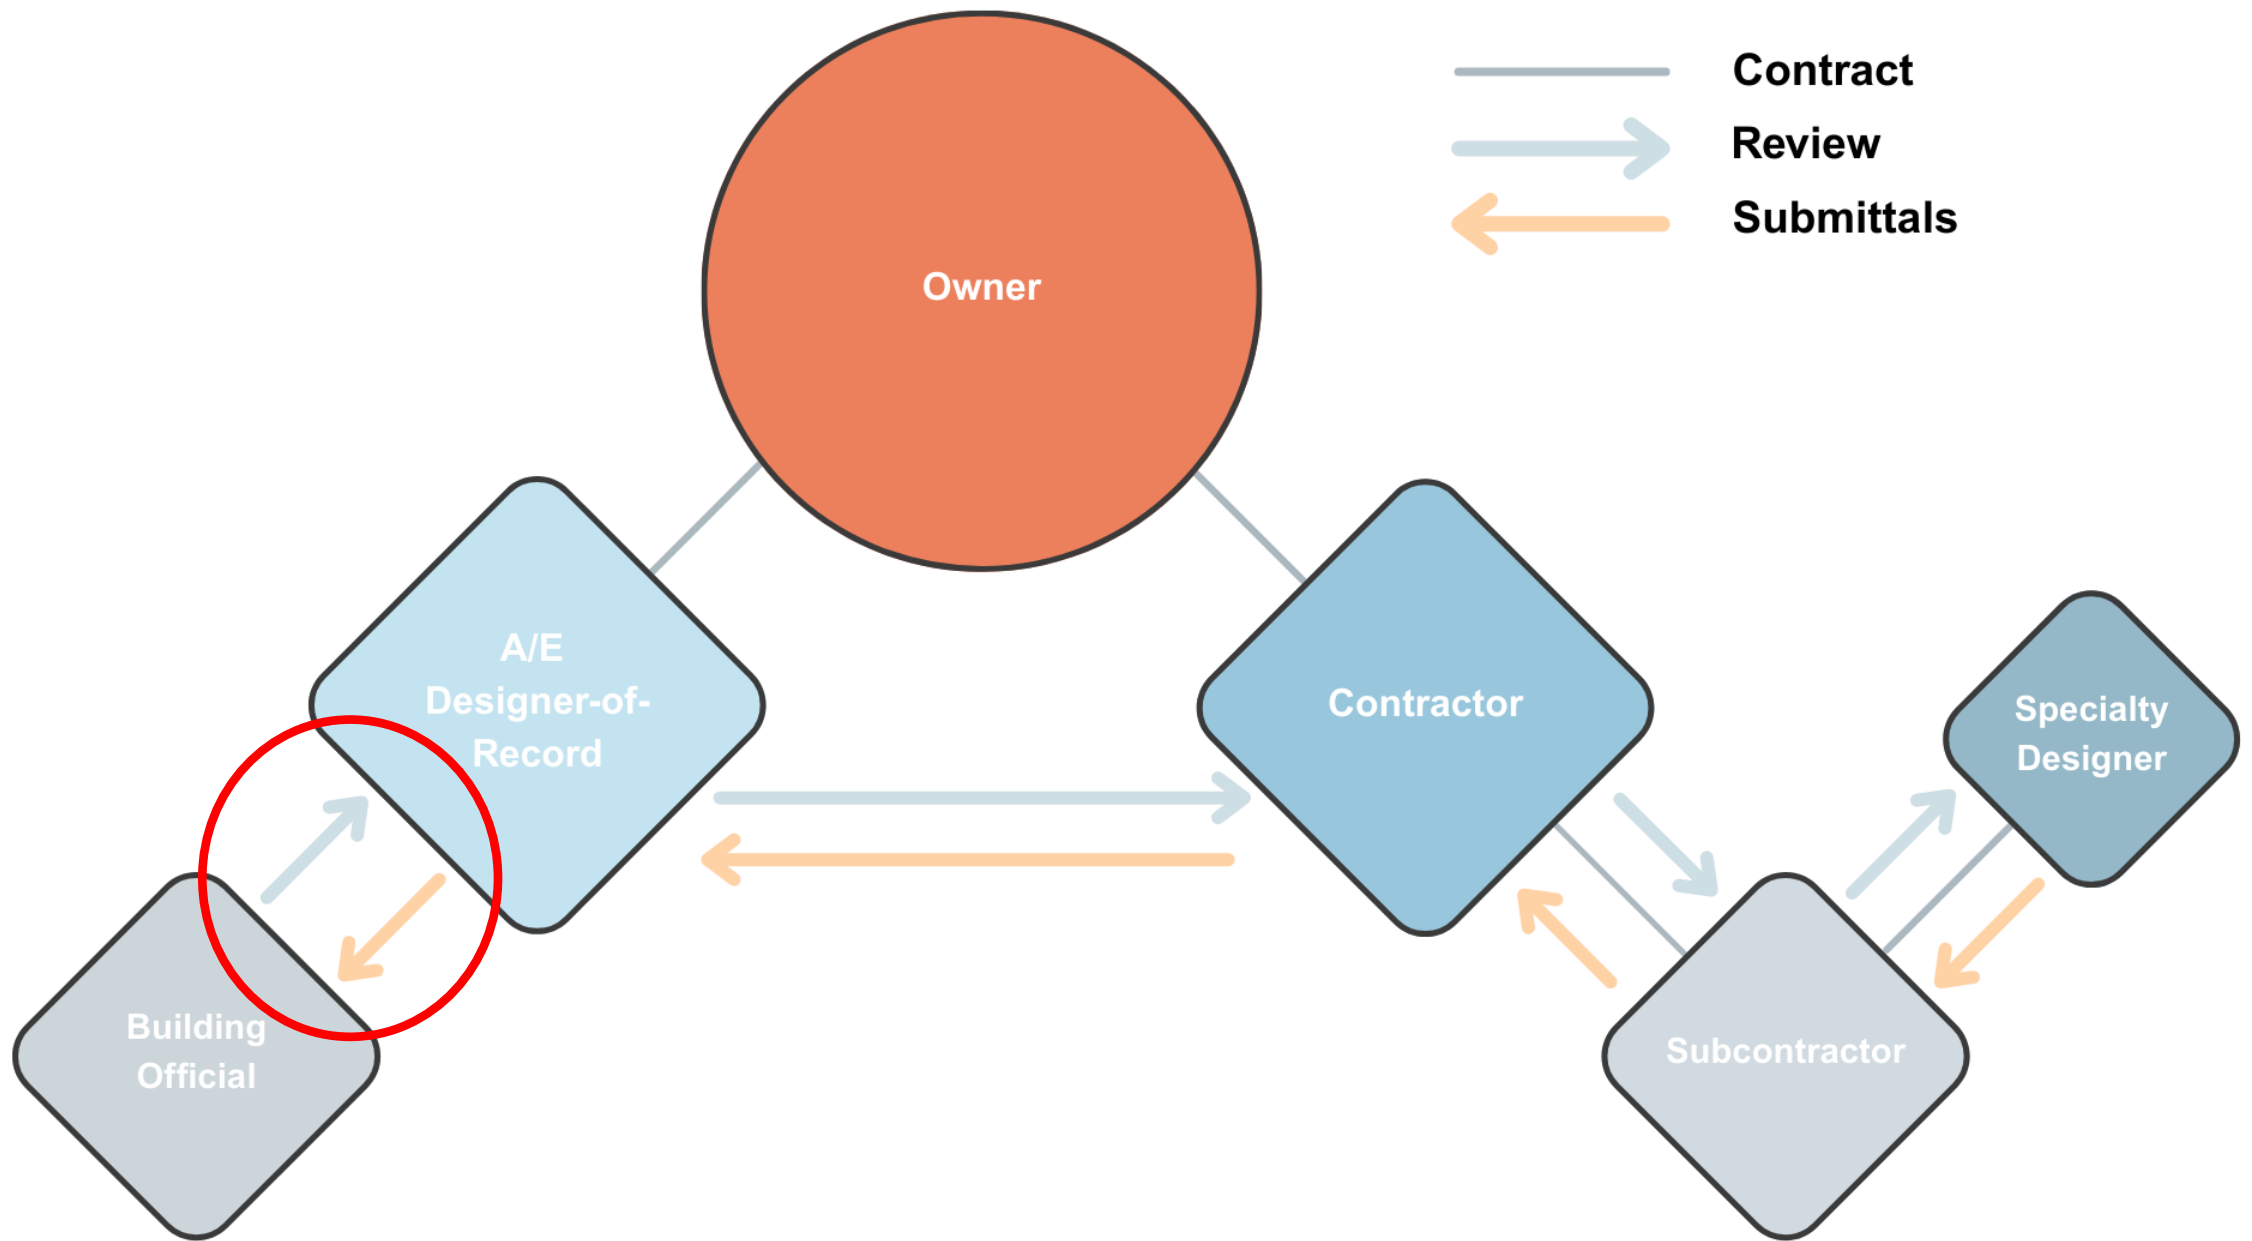 Contract
Review
Submittals
Owner
A/E
Designer-of-
Record
Contractor
Specialty
Designer
Building
Official
Subcontractor